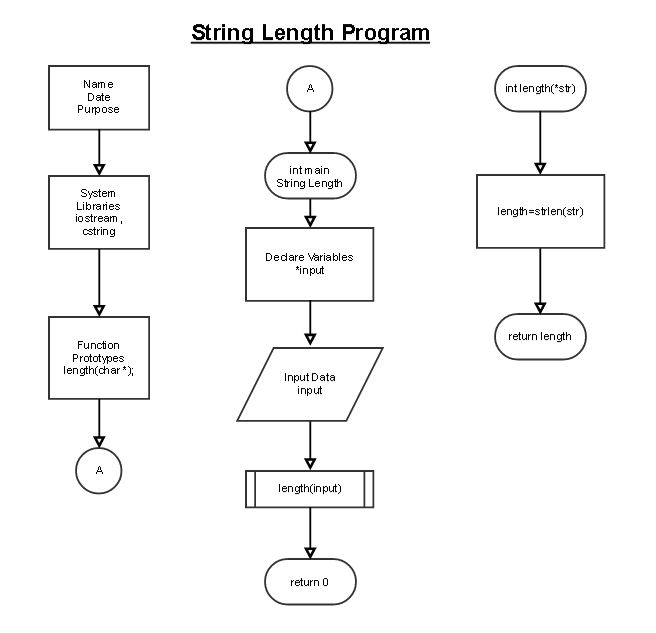 String Length Program
Name
Date
Purpose
System
Libraries
iostream,
cstring
Function
Prototypes
length(char*);
A
A
int main
String Length
Declare Variables
*input
Input Data
input
length(input)
return 0
int length(*str)
length=strlen(str)
return length